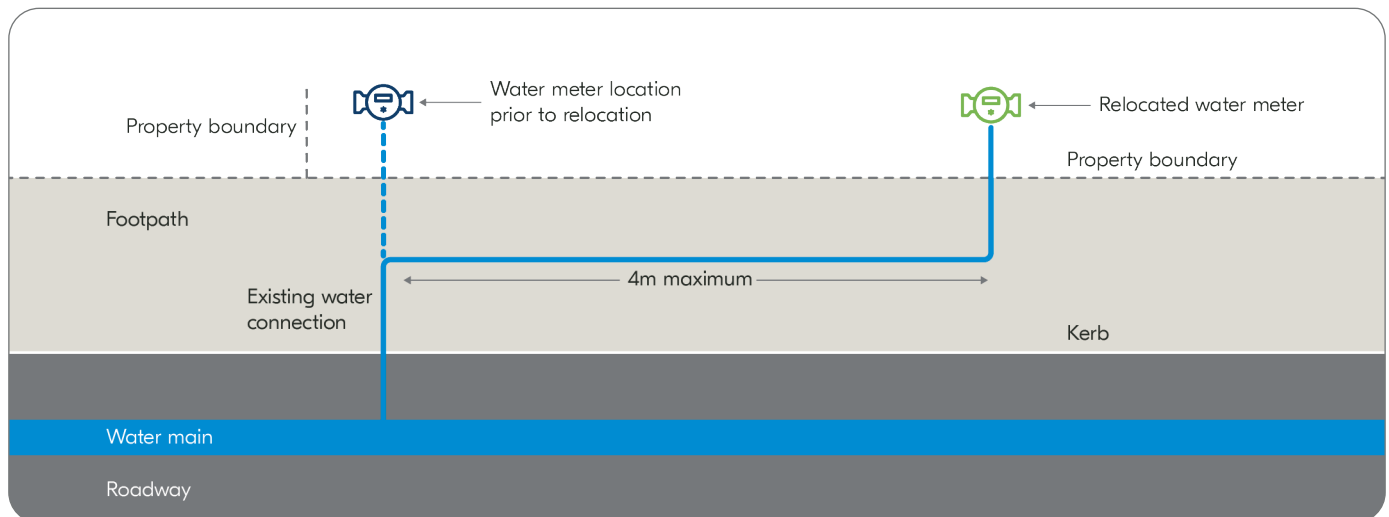 Water meter location
prior to relocation
Relocated water meter
Property boundary
Property boundary
Footpath
4m maximum
Existing water
connection
Kerb
Water main
Roadway